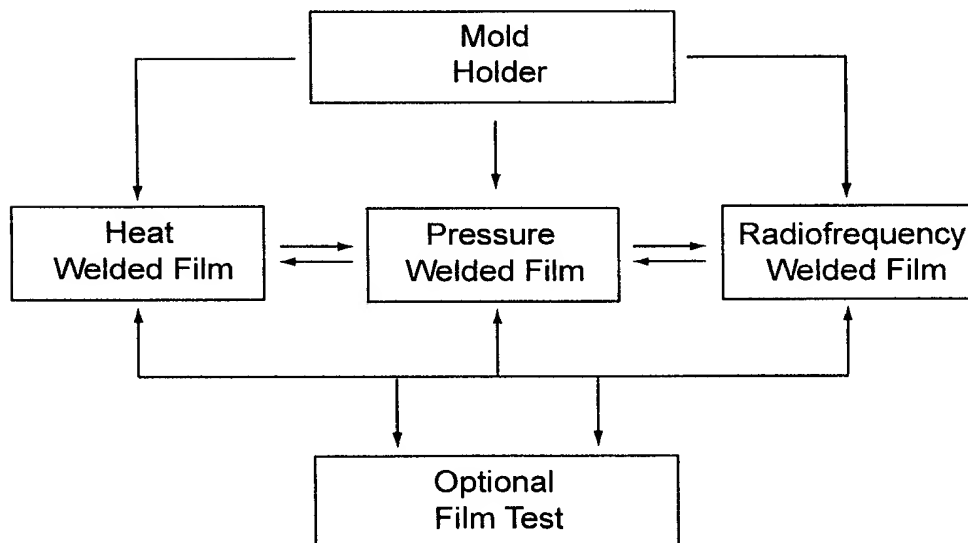 Mold
Holder
Heat
Welded Film
Pressure
Welded Film
Radiofrequency
Welded Film
Optional
Film Test